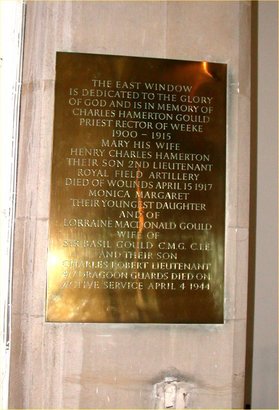 THE EAST WINDOW
IS DEDICATED TO THE GLORY
OF GOD AND IS IN MEMORY OF
CHARLES HAMERTON GOULD
PRIEST RECTOR OF WEEKE
1900 – 1915
MARY HIS WIFE
HENRY CHARLES HAMERTON
THEIR SON 2ND LIEUTENANT
ROYAL FIELD ARTILLERY
DIED OF WOUNDS APRIL 15 1917
MONICA MARGARET
THEIR YOUNGEST DAUGHTER
AND OF
LORRAINE MACDONALD GOULD
WIFE OF
SIR BASIL GOULD C.M.G. C.I.E
AND THEIR SON
CHARLES ROBERT LIEUTENANT
DRAGOON GUARDS DIED ON
ACTIVE SERVICE APRIL 4 1944